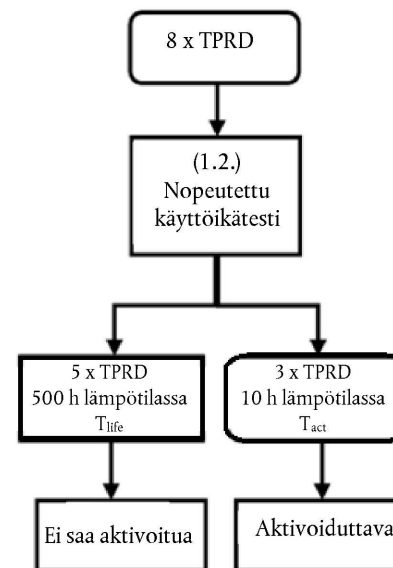 8 x TPRD
(1.2.)
Nopeutettu
käyttöikätesti
5 x TPRD
500 h lämpötilassa
Tlife
3 x TPRD
10 h lämpötilassa
Tact
Ei saa aktivoitua
Aktivoiduttava